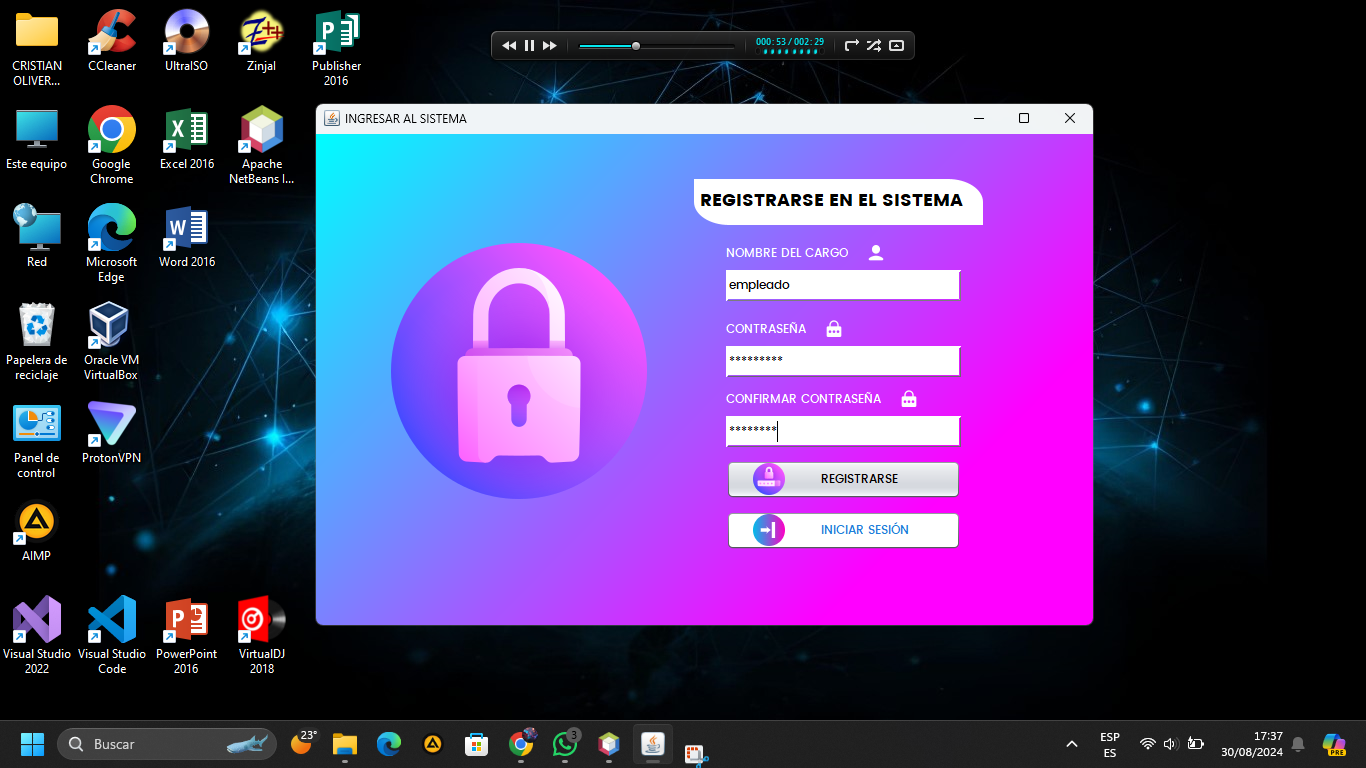 CRISTIAN
OLIVER...
CCleaner
UltraISO
Zinjal
Publisher
2016
000:53/002:29
INGRESAR AL SISTEMA
Este equipo
Google
Chrome
Excel 2016
Apache
NetBeans I...
REGISTRARSE EN EL SISTEMA
NOMBRE DEL CARGO
empleado
Red
Microsoft
Edge
Word 2016
CONTRASEÑA
*********
Papelera de
reciclaje
Oracle VM
VirtualBox
CONFIRMAR CONTRASEÑA
********
Panel de
control
ProtonVPN
REGISTRARSE
INICIAR SESIÓN
AIMP
Visual Studio
2022
Visual Studio
Code
PowerPoint
2016
VirtualDJ
2018
Buscar
23°
3
ESP
ES
17:37
30/08/2024
PRE